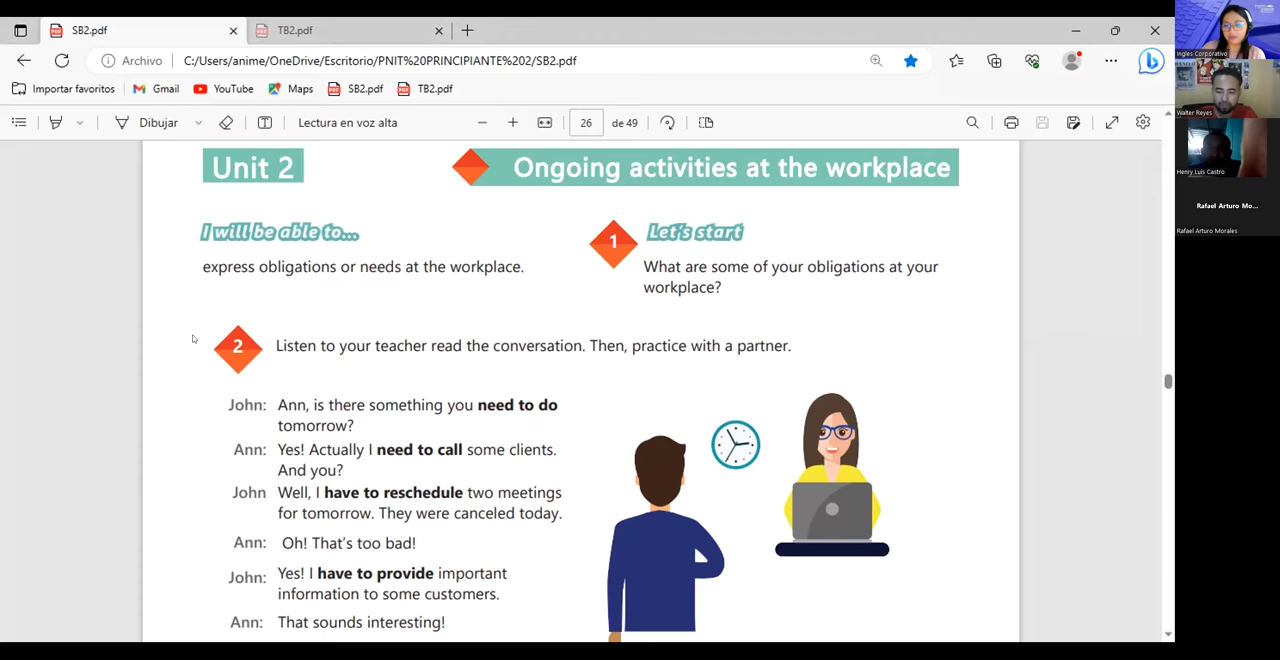 SB2.pdf
TB2.pdf
Archivo
C:/Users/anime/OneDrive/Escritorio/PNIT%20PRINCIPIANTE%202/SB2.pdf
Importar favoritos
Gmail
YouTube
Maps
SB2.pdf
TB2.pdf
Dibujar
Lectura en voz alta
26
de 49
Ingles Corporativo
Walter Reyes
Henry Luis Castro
Rafael Arturo Mo...
Rafael Arturo Morales
Unit 2
Ongoing activities at the workplace
I will be able to...
express obligations or needs at the workplace.
1
Let's start
What are some of your obligations at your
workplace?
2
Listen to your teacher read the conversation. Then, practice with a partner.
John: Ann, is there something you need to do
tomorrow?
Ann: Yes! Actually I need to call some clients.
And you?
John Well, I have to reschedule two meetings
for tomorrow. They were canceled today.
Ann: Oh! That's too bad!
John: Yes! I have to provide important
information to some customers.
Ann: That sounds interesting!